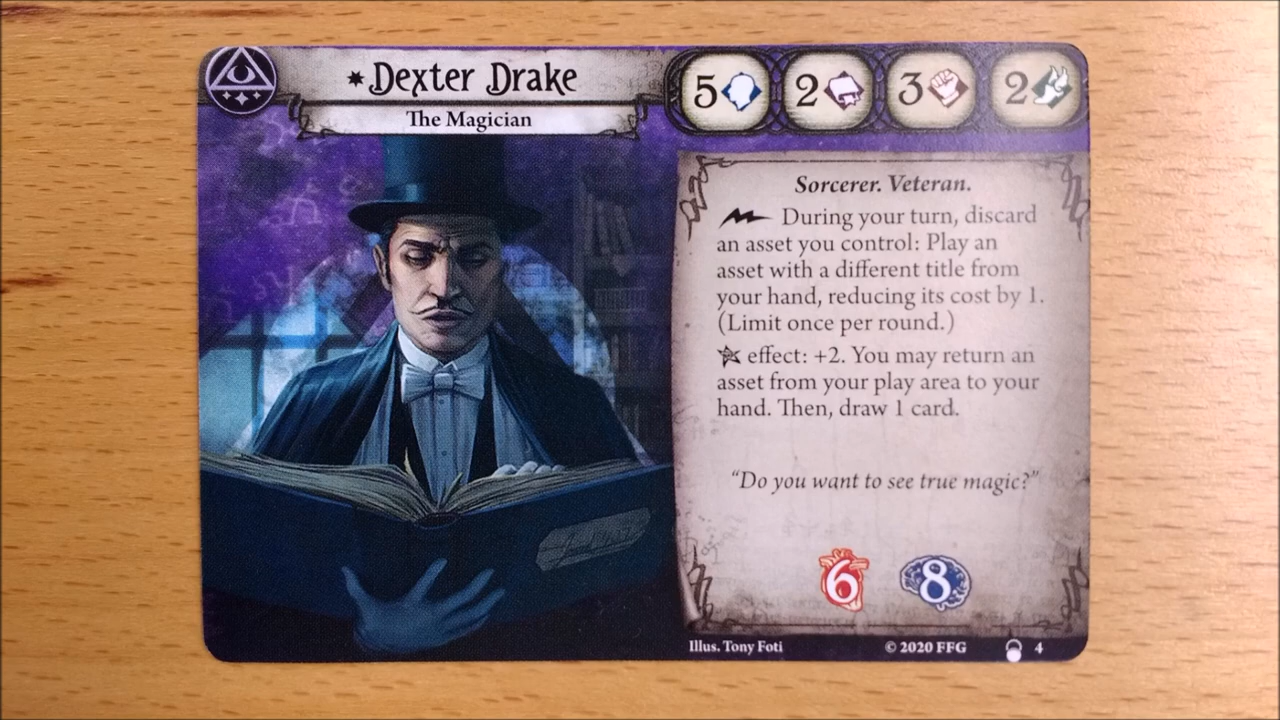 Dexter Drake
The Magician
5 2 3 2
Sorcerer. Veteran.
During your turn, discard
an asset you control: Play an
asset with a different title from
your hand, reducing its cost by 1.
(Limit once per round.)
effect: +2. You may return an
asset from your play area to your
hand. Then, draw 1 card.
“Do you want to see true magic?”
6 8
Illus. Tony Foti © 2020 FFG 4